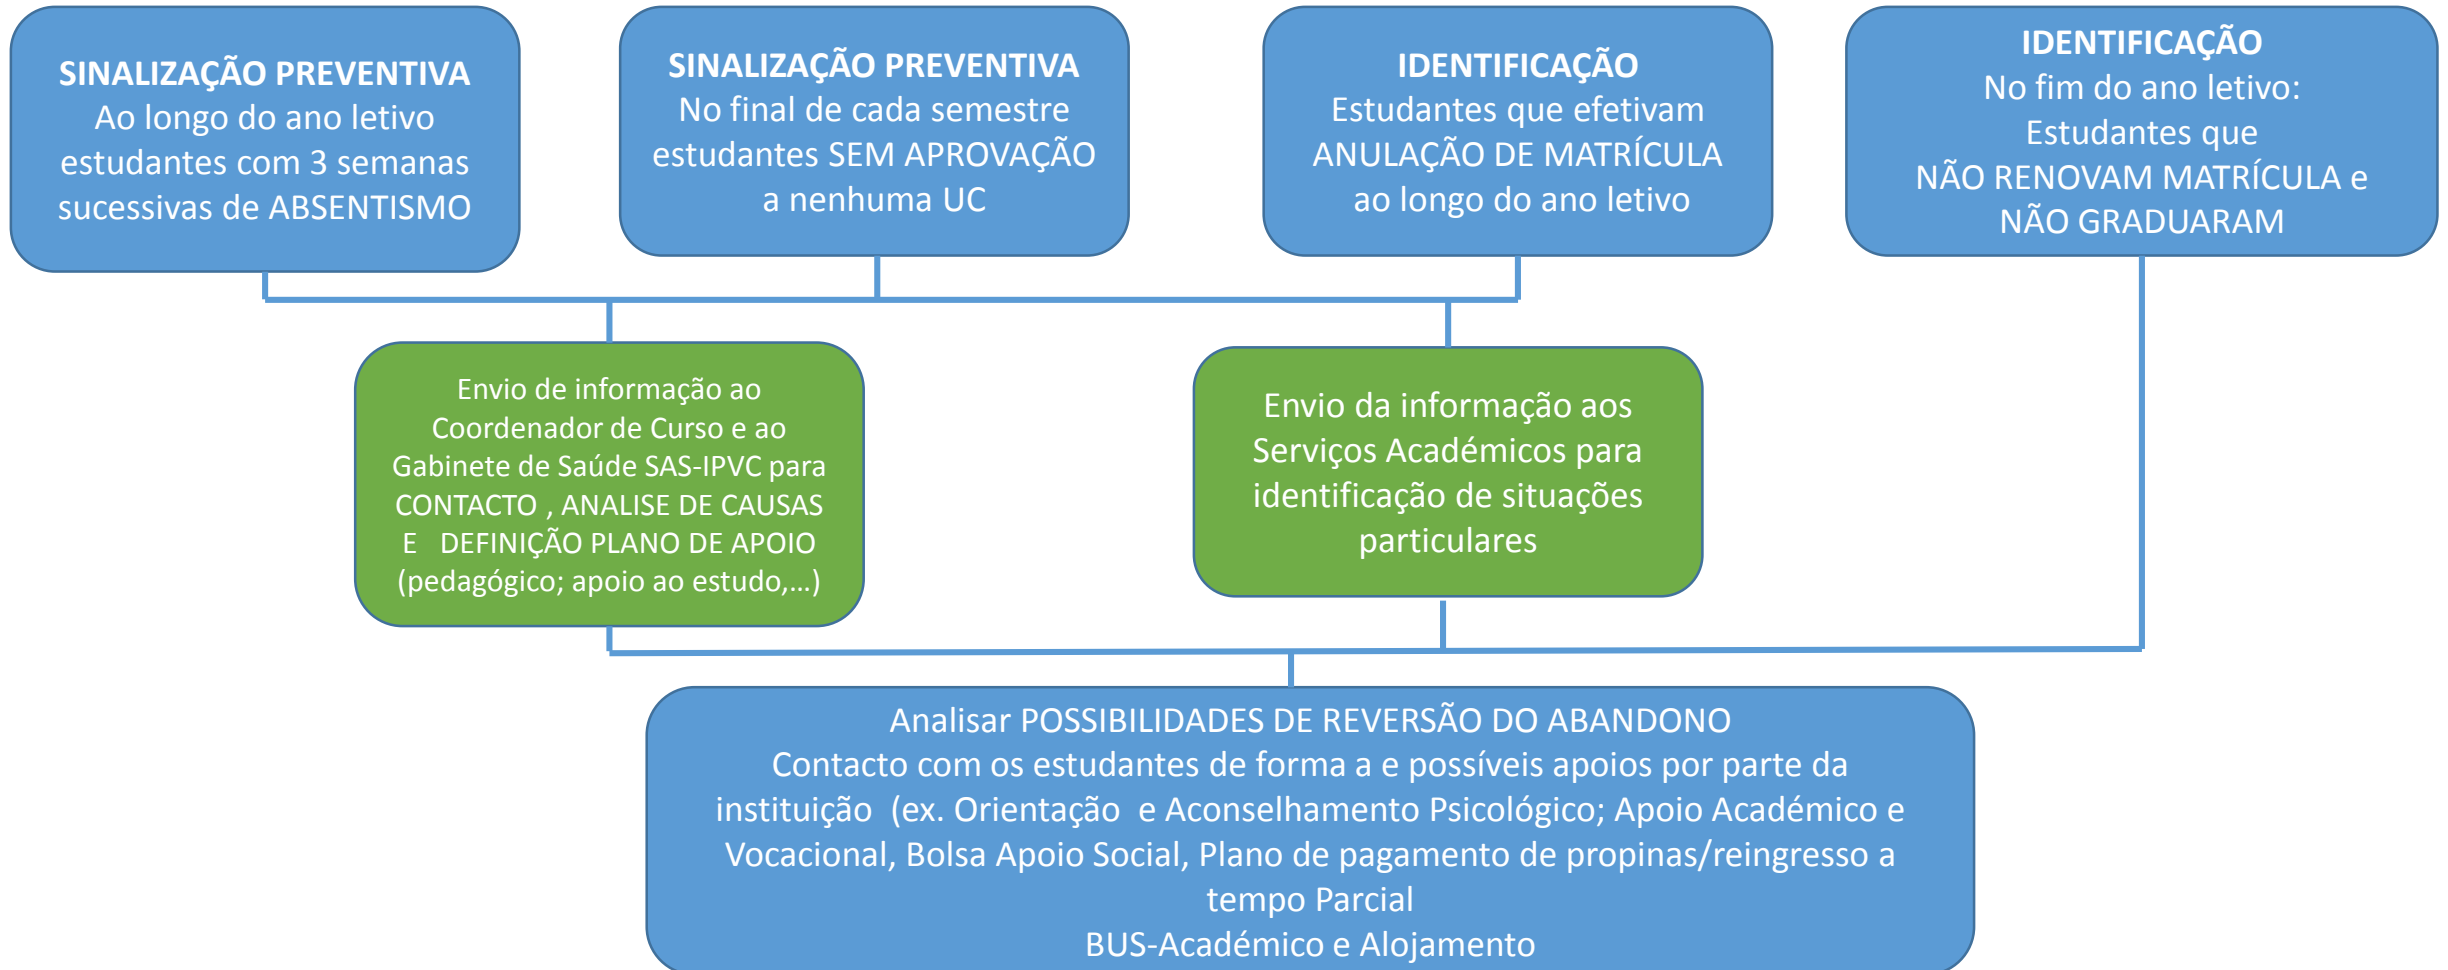 SINALIZAÇÃO PREVENTIVA
Ao longo do ano letivo
estudantes com 3 semanas
sucessivas de ABSENTISMO
SINALIZAÇÃO PREVENTIVA
No final de cada semestre
estudantes SEM APROVAÇÃO
a nenhuma UC
IDENTIFICAÇÃO
Estudantes que efetivam
ANULAÇÃO DE MATRÍCULA
ao longo do ano letivo
IDENTIFICAÇÃO
No fim do ano letivo:
Estudantes que
NÃO RENOVAM MATRÍCULA e
NÃO GRADUARAM
Envio de informação ao
Coordenador de Curso e ao
Gabinete de Saúde SAS-IPVC para
CONTACTO , ANALISE DE CAUSAS
E DEFINIÇÃO PLANO DE APOIO
(pedagógico; apoio ao estudo,...)
Envio da informação aos
Serviços Académicos para
identificação de situações
particulares
Analisar POSSIBILIDADES DE REVERSÃO DO ABANDONO
Contacto com os estudantes de forma a e possíveis apoios por parte da
instituição (ex. Orientação e Aconselhamento Psicológico; Apoio Académico e
Vocacional, Bolsa Apoio Social, Plano de pagamento de propinas/reingresso a
tempo Parcial
BUS-Académico e Alojamento